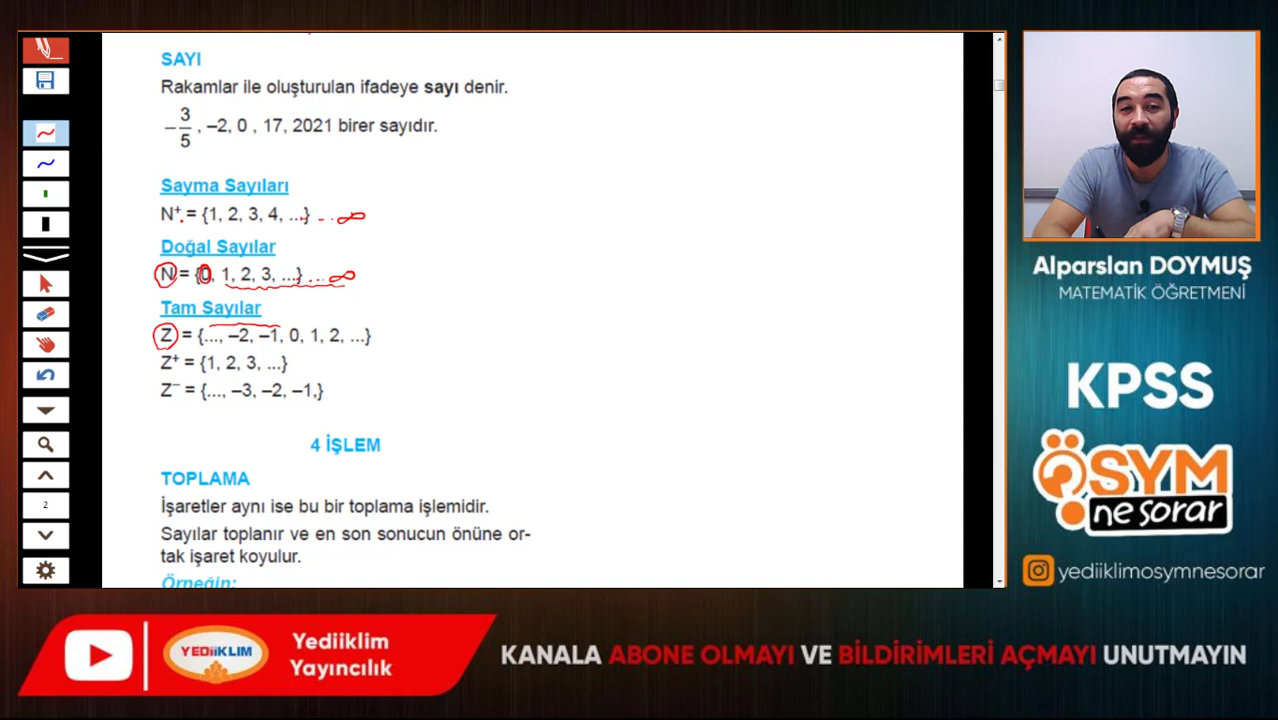 SAYI
Rakamlar ile oluşturulan ifadeye sayı denir.
−3/5 , –2, 0 , 17, 2021 birer sayıdır.
Sayma Sayıları
N⁺ = {1, 2, 3, 4, ...} ... ∞
Doğal Sayılar
N = {0, 1, 2, 3, ...} ... ∞
Tam Sayılar
Z = {..., –2, –1, 0, 1, 2, ...}
Z⁺ = {1, 2, 3, ...}
Z⁻ = {..., –3, –2, –1,}
4 İŞLEM
TOPLAMA
İşaretler aynı ise bu bir toplama işlemidir.
Sayılar toplanır ve en son sonucun önüne or-
tak işaret koyulur.
Örneğin:
2
Alparslan DOYMUŞ
MATEMATİK ÖĞRETMENİ
KPSS
ÖSYM
ne sorar
yediiklimosymnesorar
YEDiiKLIM
Yediiklim
Yayıncılık
KANALA ABONE OLMAYI VE BİLDİRİMLERİ AÇMAYI UNUTMAYIN